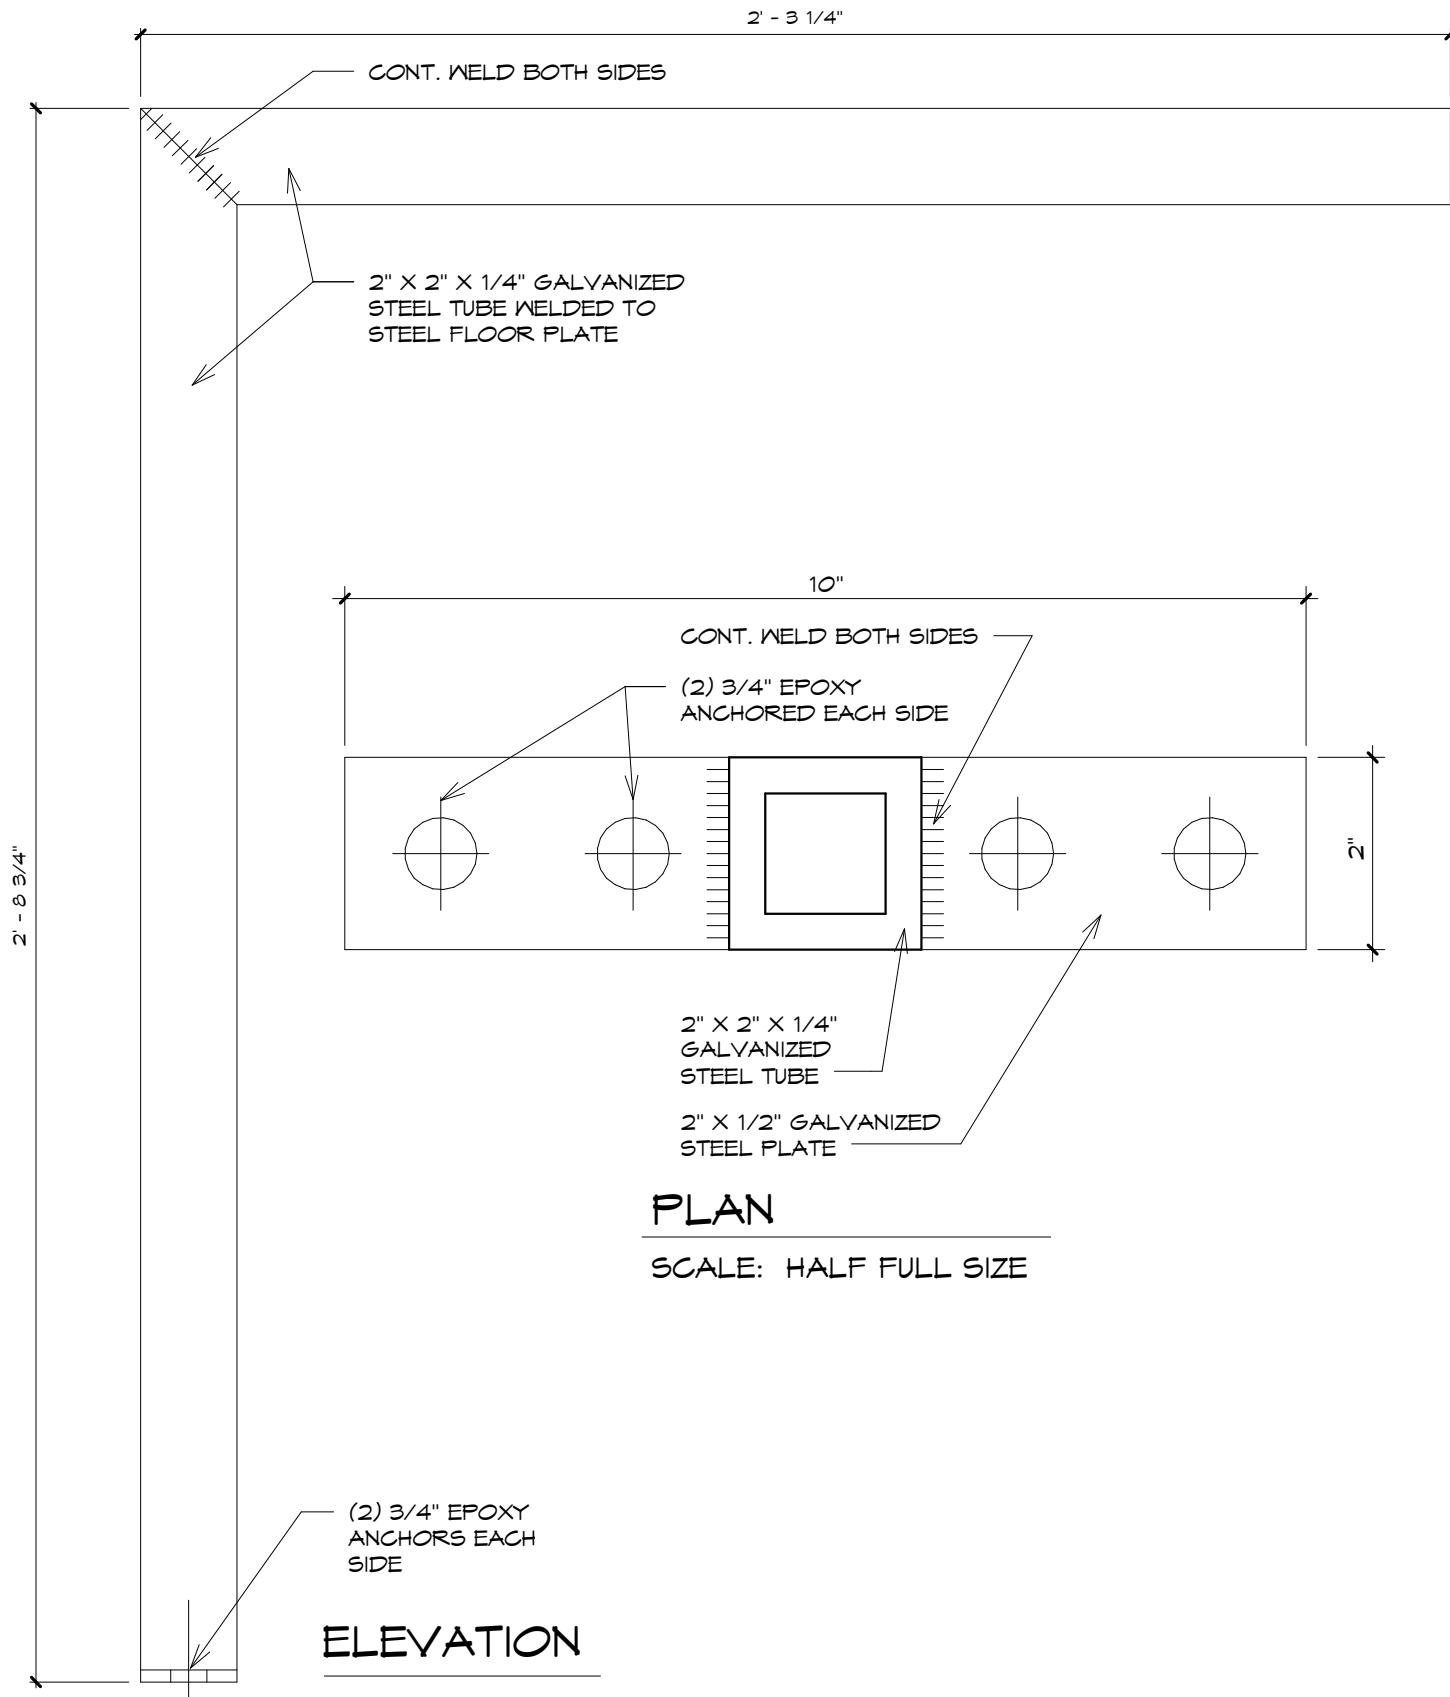 2' - 3 1/4"
CONT. WELD BOTH SIDES
2" X 2" X 1/4" GALVANIZED
STEEL TUBE WELDED TO
STEEL FLOOR PLATE
10"
CONT. WELD BOTH SIDES
(2) 3/4" EPOXY
ANCHORED EACH SIDE
2' - 8 3/4"
2"
2" X 2" X 1/4"
GALVANIZED
STEEL TUBE
2" X 1/2" GALVANIZED
STEEL PLATE
PLAN
SCALE: HALF FULL SIZE
(2) 3/4" EPOXY
ANCHORS EACH
SIDE
ELEVATION